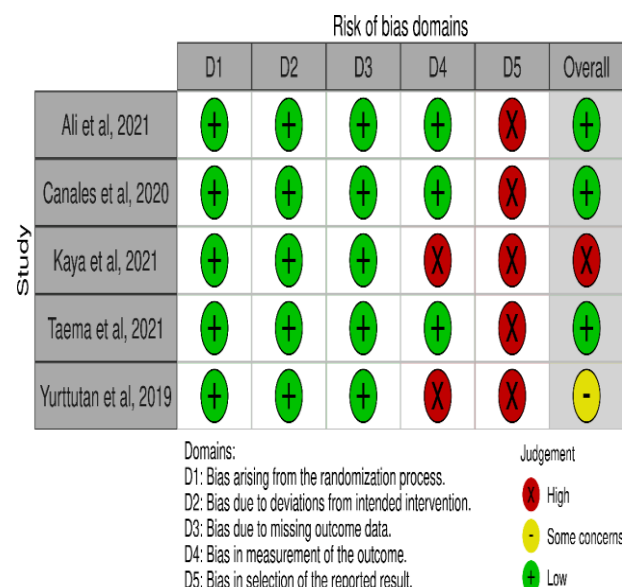 Risk of bias domains
D1 D2 D3 D4 D5 Overall
Study
Ali et al, 2021 + + + + X +
Canales et al, 2020 + + + + X +
Kaya et al, 2021 + + + X X X
Taema et al, 2021 + + + + X +
Yurttutan et al, 2019 + + + X X -
Domains:
D1: Bias arising from the randomization process.
D2: Bias due to deviations from intended intervention.
D3: Bias due to missing outcome data.
D4: Bias in measurement of the outcome.
D5: Bias in selection of the reported result.
Judgement
X High
- Some concerns
+ Low